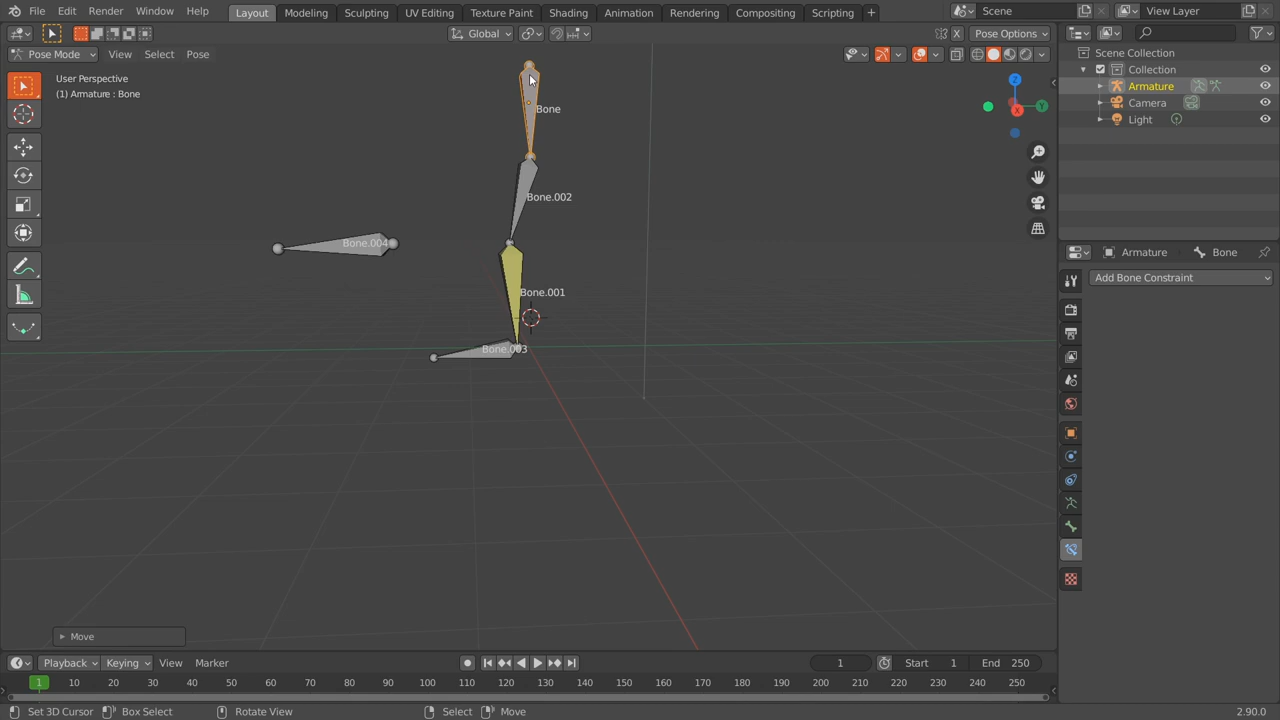 File Edit Render Window Help Layout Modeling Sculpting UV Editing Texture Paint Shading Animation Rendering Compositing Scripting + Scene View Layer
Global Pose Options
Pose Mode View Select Pose
User Perspective
(1) Armature : Bone
Bone
Bone.002
Bone.004
Bone.001
Bone.003
Z
Y
X
Scene Collection
Collection
Armature
Camera
Light
Armature Bone
Add Bone Constraint
Move
Playback Keying View Marker 1 Start 1 End 250
1 10 20 30 40 50 60 70 80 90 100 110 120 130 140 150 160 170 180 190 200 210 220 230 240 250
Set 3D Cursor Box Select Rotate View Select Move 2.90.0